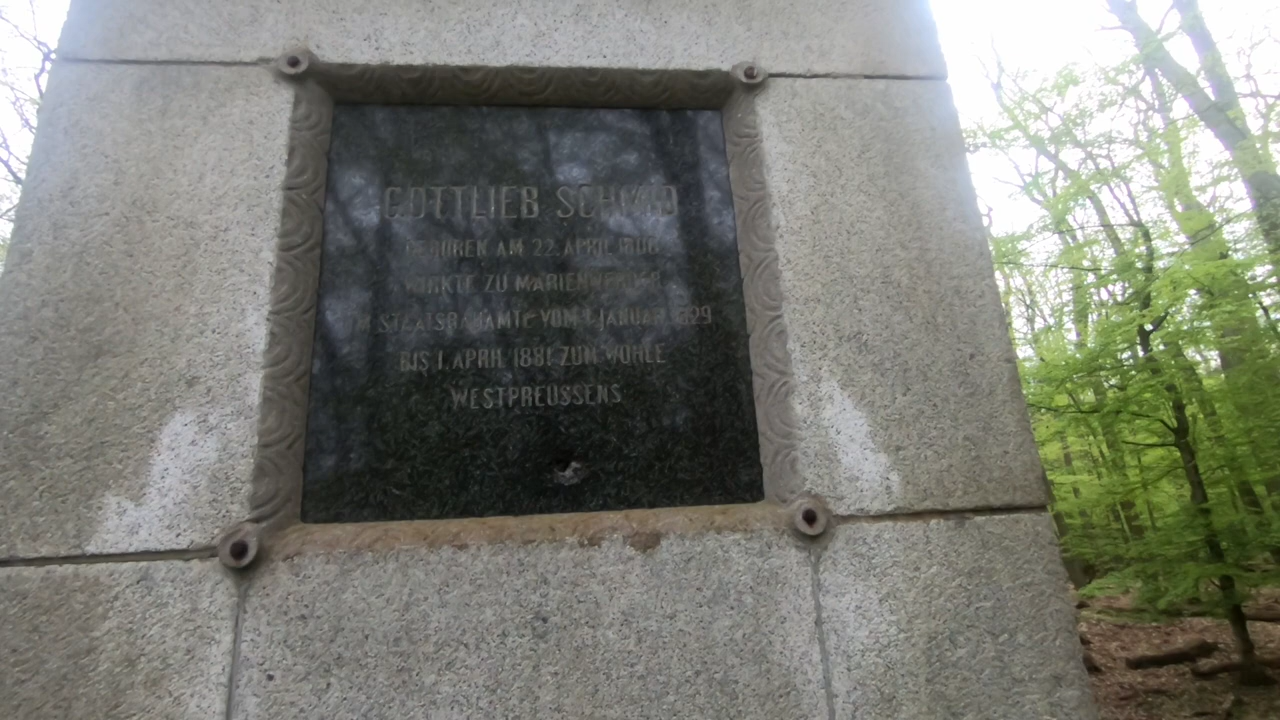 GOTTLIEB SCHMID
GEBOREN AM 22. APRIL
WIRKTE ZU MARIENWERDER
IM STAATSBAUAMTE VOM 1. JANUAR 1829
BIS 1. APRIL 1881 ZUM WOHLE
WESTPREUSSENS